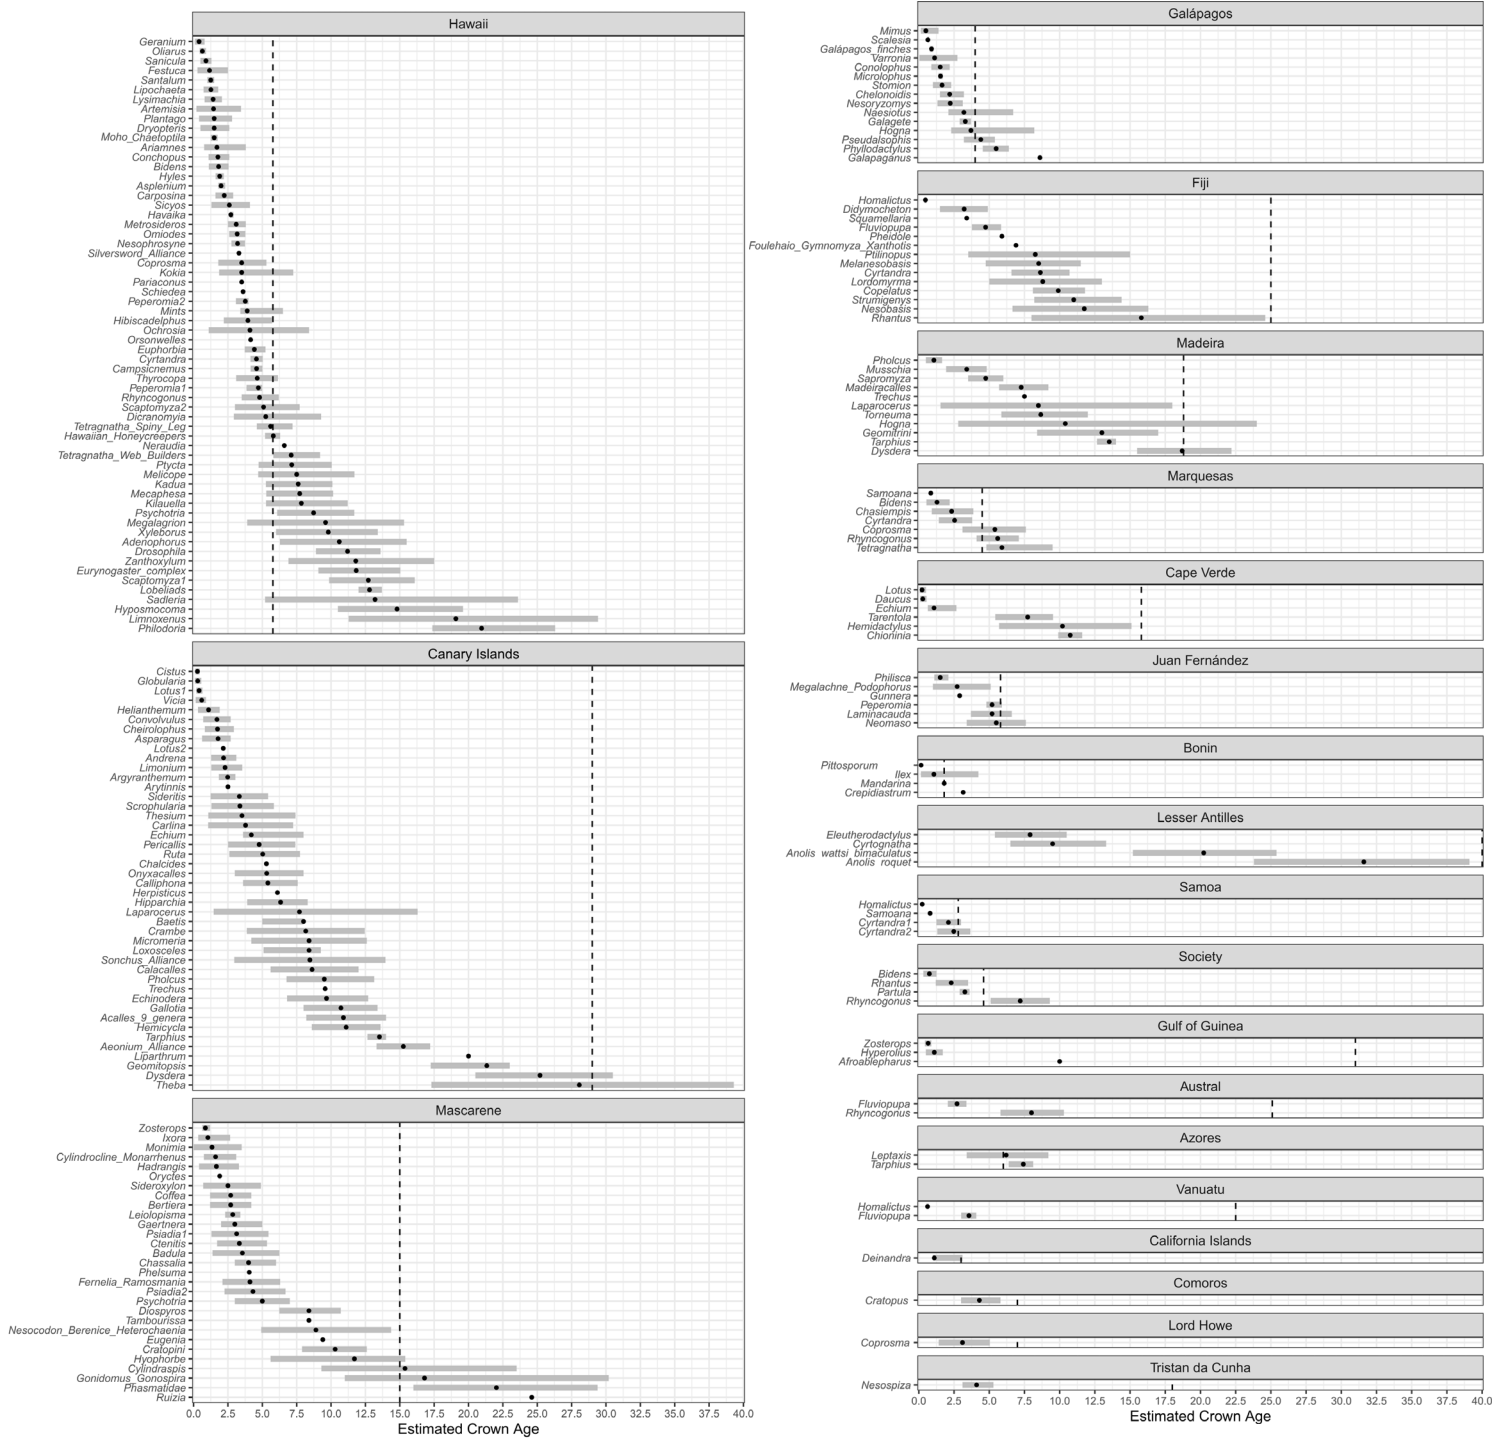 Hawaii
Geranium
Oliarus
Sanicula
Festuca
Santalum
Lipochaeta
Lysimachia
Artemisia
Plantago
Dryopteris
Moho_Chaetoptila
Ariamnes
Conchopus
Bidens
Hyles
Asplenium
Carposina
Sicyos
Havaika
Metrosideros
Omiodes
Nesophrosyne
Silversword_Alliance
Coprosma
Kokia
Pariaconus
Schiedea
Peperomia2
Mints
Hibiscadelphus
Ochrosia
Orsonwelles
Euphorbia
Cyrtandra
Campsicnemus
Thyrocopa
Peperomia1
Rhyncogonus
Scaptomyza2
Dicranomyia
Tetragnatha_Spiny_Leg
Hawaiian_Honeycreepers
Neraudia
Tetragnatha_Web_Builders
Ptycta
Melicope
Kadua
Mecaphesa
Kilauella
Psychotria
Megalagrion
Xyleborus
Adenophorus
Drosophila
Zanthoxylum
Eurynogaster_complex
Scaptomyza1
Lobeliads
Sadleria
Hyposmocoma
Limnoxenus
Philodoria
Canary Islands
Cistus
Globularia
Lotus1
Vicia
Helianthemum
Convolvulus
Cheirolophus
Asparagus
Lotus2
Andrena
Limonium
Argyranthemum
Arytinnis
Sideritis
Scrophularia
Thesium
Carlina
Echium
Pericallis
Ruta
Chalcides
Onyxacalles
Calliphona
Herpisticus
Hipparchia
Laparocerus
Baetis
Crambe
Micromeria
Loxosceles
Sonchus_Alliance
Calacalles
Pholcus
Trechus
Echinodera
Gallotia
Acalles_9_genera
Hemicycla
Tarphius
Aeonium_Alliance
Liparthrum
Geomitopsis
Dysdera
Theba
Mascarene
Zosterops
Ixora
Monimia
Cylindrocline_Monarrhenus
Hadrangis
Oryctes
Sideroxylon
Coffea
Bertiera
Leiolopisma
Gaertnera
Psiadia1
Ctenitis
Badula
Chassalia
Phelsuma
Fernelia_Ramosmania
Psiadia2
Psychotria
Diospyros
Tambourissa
Nesocodon_Berenice_Heterochaenia
Eugenia
Cratopini
Hyophorbe
Cylindraspis
Gonidomus_Gonospira
Phasmatidae
Ruizia
0.0 2.5 5.0 7.5 10.0 12.5 15.0 17.5 20.0 22.5 25.0 27.5 30.0 32.5 35.0 37.5 40.0
Estimated Crown Age
Galápagos
Mimus
Scalesia
Galápagos_finches
Varronia
Conolophus
Microlophus
Stomion
Chelonoidis
Nesoryzomys
Naesiotus
Galagete
Hogna
Pseudalsophis
Phyllodactylus
Galapaganus
Fiji
Homalictus
Didymocheton
Squamellaria
Fluviopupa
Pheidole
Foulehaio_Gymnomyza_Xanthotis
Ptilinopus
Melanesobasis
Cyrtandra
Lordomyrma
Copelatus
Strumigenys
Nesobasis
Rhantus
Madeira
Pholcus
Musschia
Sapromyza
Madeiracalles
Trechus
Laparocerus
Torneuma
Hogna
Geomitrini
Tarphius
Dysdera
Marquesas
Samoana
Bidens
Chasiempis
Cyrtandra
Coprosma
Rhyncogonus
Tetragnatha
Cape Verde
Lotus
Daucus
Echium
Tarentola
Hemidactylus
Chioninia
Juan Fernández
Philisca
Megalachne_Podophorus
Gunnera
Peperomia
Laminacauda
Neomaso
Bonin
Pittosporum
Ilex
Mandarina
Crepidiastrum
Lesser Antilles
Eleutherodactylus
Cyrtognatha
Anolis_wattsi_bimaculatus
Anolis_roquet
Samoa
Homalictus
Samoana
Cyrtandra1
Cyrtandra2
Society
Bidens
Rhantus
Partula
Rhyncogonus
Gulf of Guinea
Zosterops
Hyperolius
Afroablepharus
Austral
Fluviopupa
Rhyncogonus
Azores
Leptaxis
Tarphius
Vanuatu
Homalictus
Fluviopupa
California Islands
Deinandra
Comoros
Cratopus
Lord Howe
Coprosma
Tristan da Cunha
Nesospiza
0.0 2.5 5.0 7.5 10.0 12.5 15.0 17.5 20.0 22.5 25.0 27.5 30.0 32.5 35.0 37.5 40.0
Estimated Crown Age